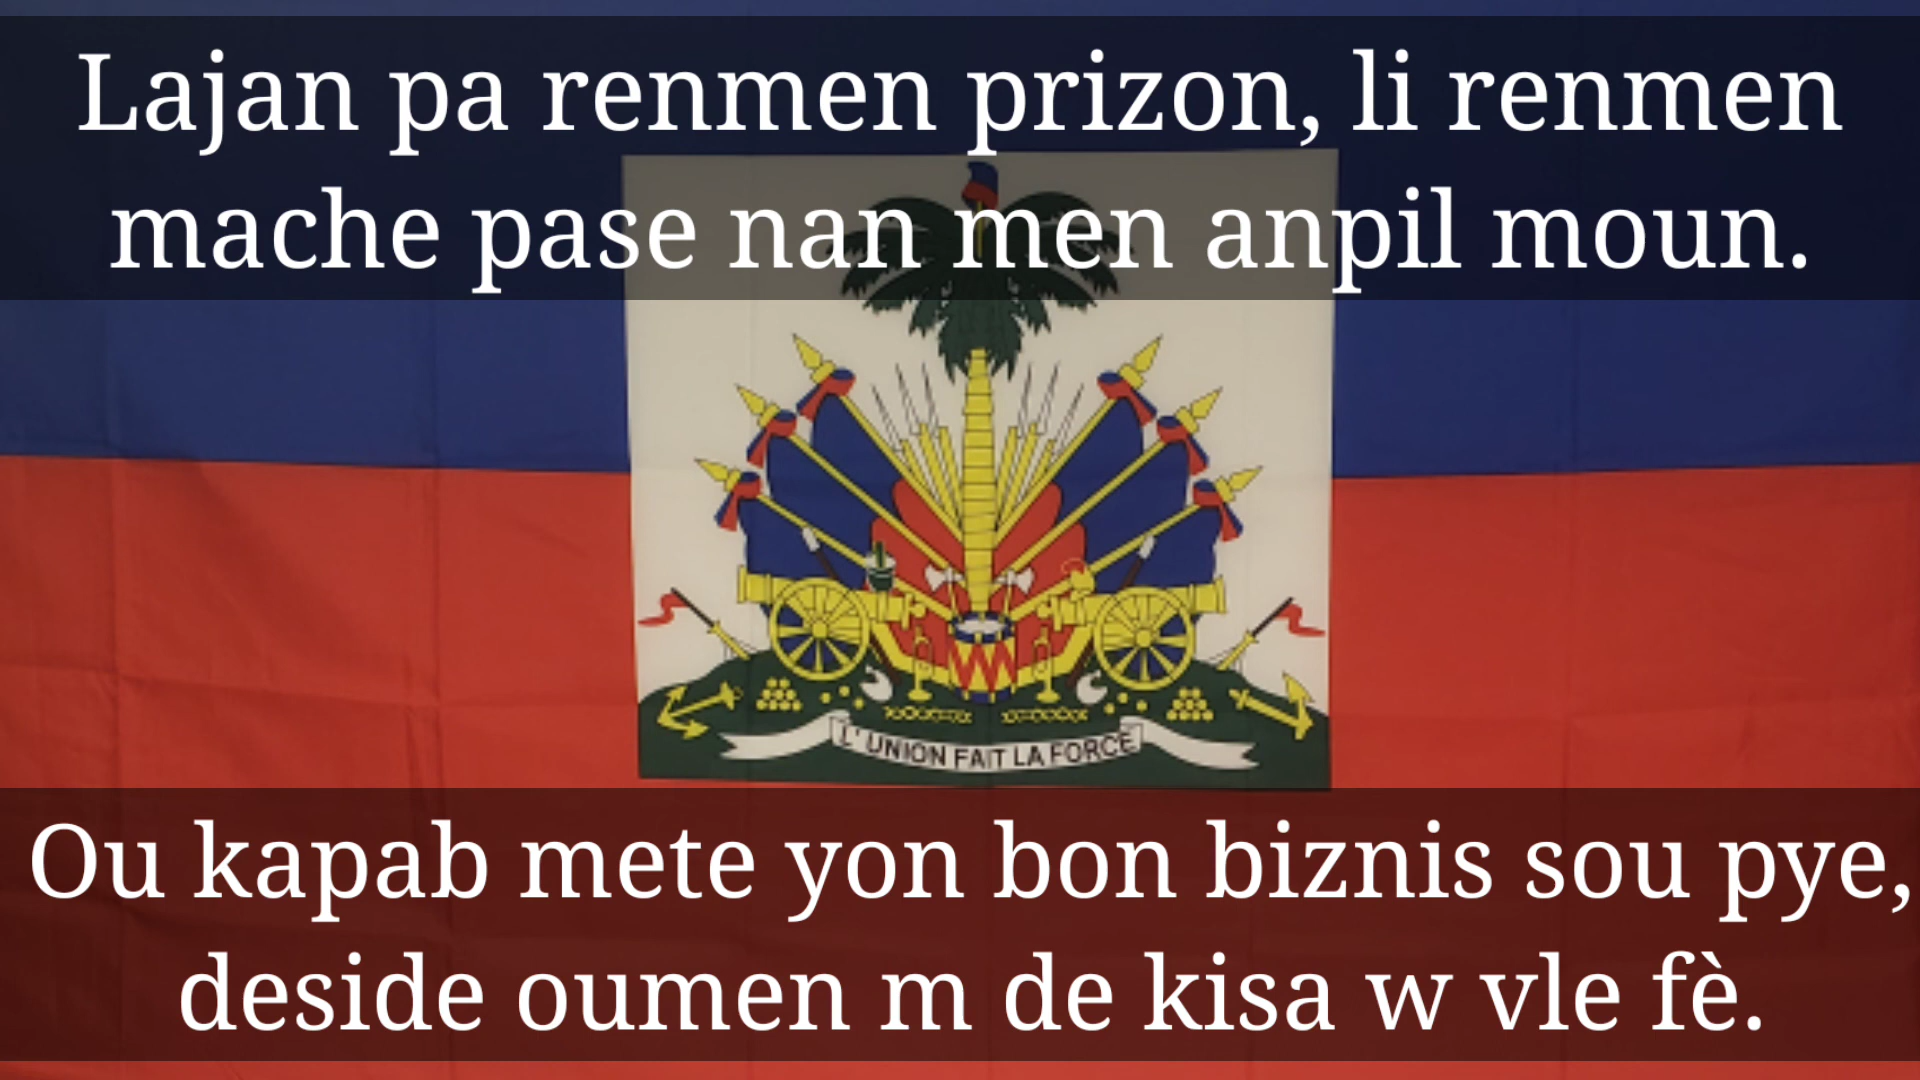 Lajan pa renmen prizon, li renmen
mache pase nan men anpil moun.
L' UNION FAIT LA FORCE
Ou kapab mete yon bon biznis sou pye,
deside oumen m de kisa w vle fè.